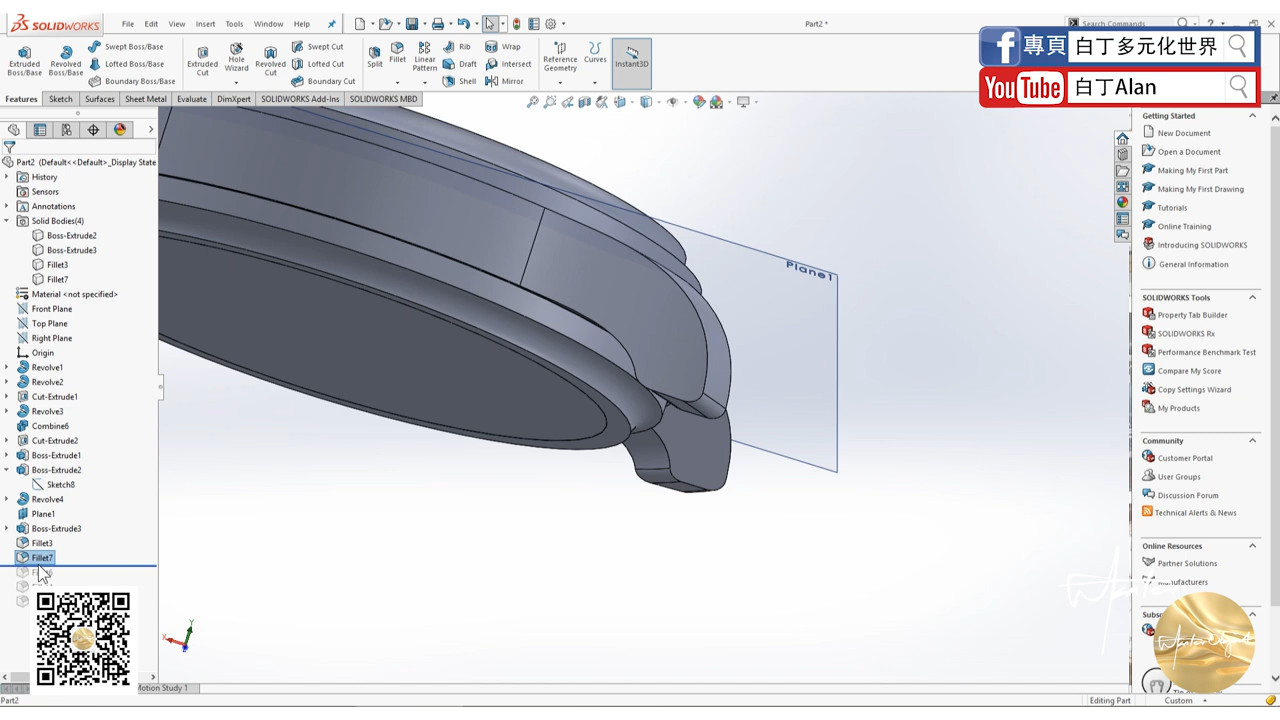 SOLIDWORKS
File Edit View Insert Tools Window Help
Part2 *
Search Commands
專頁 白丁多元化世界
YouTube 白丁Alan
Extruded Boss/Base
Revolved Boss/Base
Swept Boss/Base
Lofted Boss/Base
Boundary Boss/Base
Extruded Cut
Hole Wizard
Revolved Cut
Swept Cut
Lofted Cut
Boundary Cut
Split
Fillet
Linear Pattern
Rib
Draft
Shell
Wrap
Intersect
Mirror
Reference Geometry
Curves
Instant3D
Features Sketch Surfaces Sheet Metal Evaluate DimXpert SOLIDWORKS Add-Ins SOLIDWORKS MBD
Part2 (Default<<Default>_Display State
History
Sensors
Annotations
Solid Bodies(4)
Boss-Extrude2
Boss-Extrude3
Fillet3
Fillet7
Material <not specified>
Front Plane
Top Plane
Right Plane
Origin
Revolve1
Revolve2
Cut-Extrude1
Revolve3
Combine6
Cut-Extrude2
Boss-Extrude1
Boss-Extrude2
Sketch8
Revolve4
Plane1
Boss-Extrude3
Fillet3
Fillet7
Plane1
Y
X
Getting Started
New Document
Open a Document
Making My First Part
Making My First Drawing
Tutorials
Online Training
Introducing SOLIDWORKS
General Information
SOLIDWORKS Tools
Property Tab Builder
SOLIDWORKS Rx
Performance Benchmark Test
Compare My Score
Copy Settings Wizard
My Products
Community
Customer Portal
User Groups
Discussion Forum
Technical Alerts & News
Online Resources
Partner Solutions
Manufacturers
Motion Study 1
Part2
Editing Part
Custom